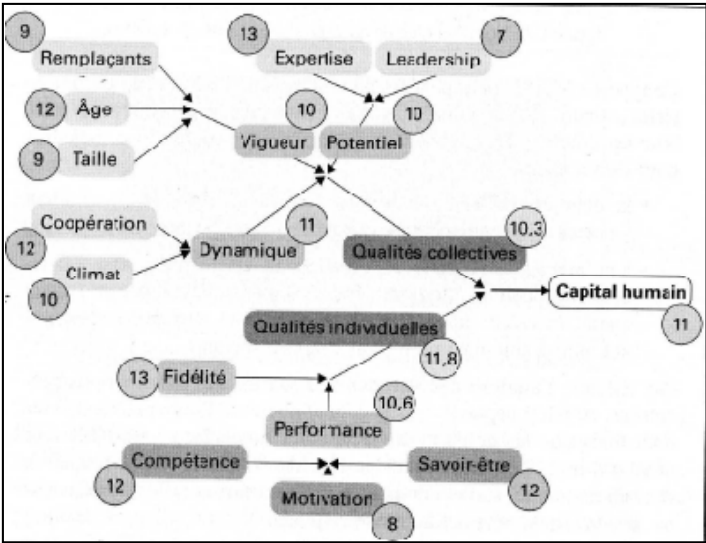 9
Remplaçants
13
Expertise
7
Leadership
12
Âge
10
Vigueur
10
Potentiel
9
Taille
Coopération
12
Climat
10
Dynamique
11
10,3
Qualités collectives
Capital humain
11
Qualités individuelles
11,8
13
Fidélité
10,6
Performance
Compétence
12
Savoir-être
12
Motivation
8